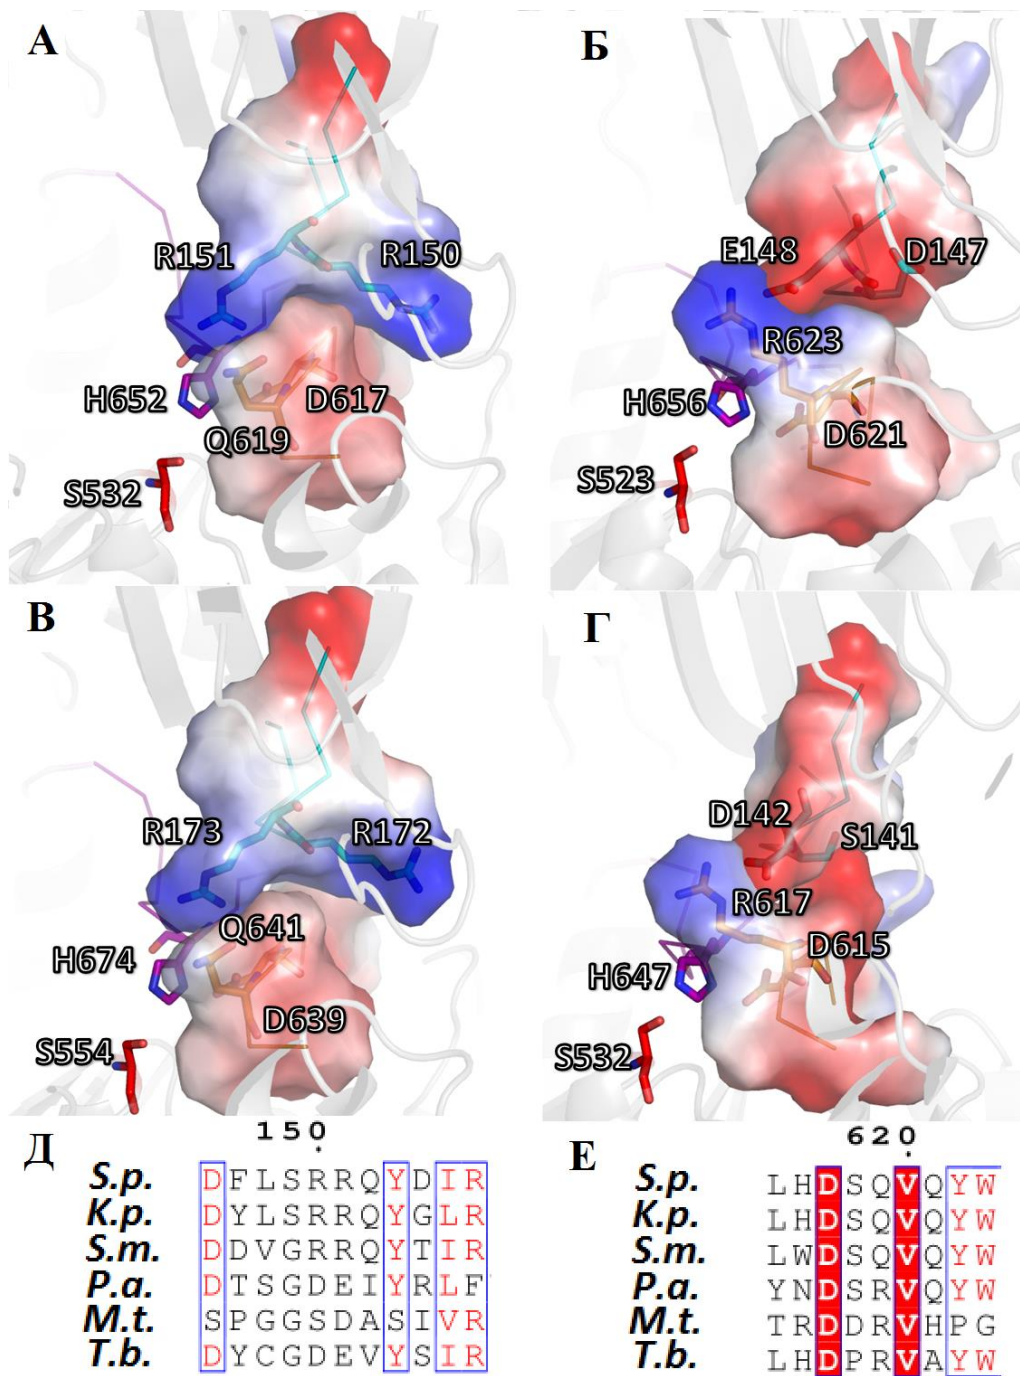 А
R151
R150
H652
D617
Q619
S532
Б
E148
D147
R623
H656
D621
S523
В
R173
R172
Q641
H674
D639
S554
Г
D142
S141
R617
D615
H647
S532
Д
150
S.p. DFLSRRQYDIR
K.p. DYLSRRQYGLR
S.m. DDVGRRQYTIR
P.a. DTSGDEIYRLF
M.t. SPGGSDASIVR
T.b. DYCGDEVYSIR
Е
620
S.p. LHDSQVQYW
K.p. LHDSQVQYW
S.m. LWDSQVQYW
P.a. YNDSRVQYW
M.t. TRDDRVHPG
T.b. LHDPRVAYW